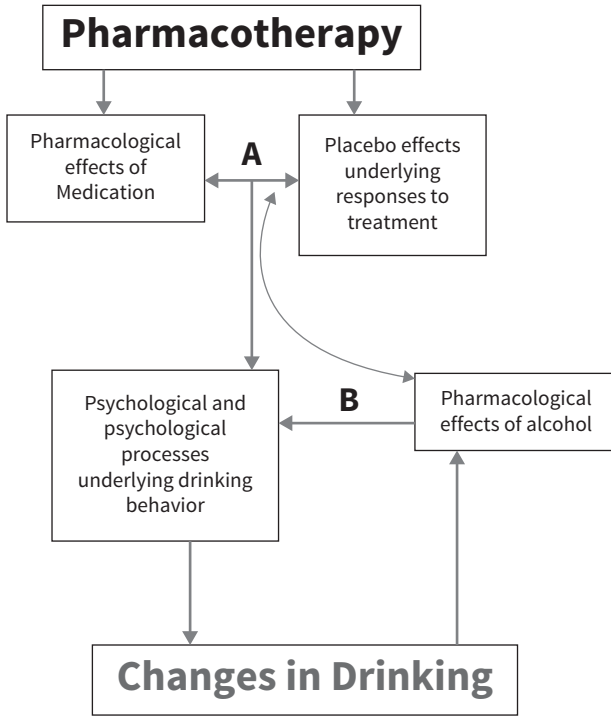 Pharmacotherapy
Pharmacological
effects of
Medication
A
Placebo effects
underlying
responses to
treatment
Psychological and
psychological
processes
underlying drinking
behavior
B
Pharmacological
effects of alcohol
Changes in Drinking